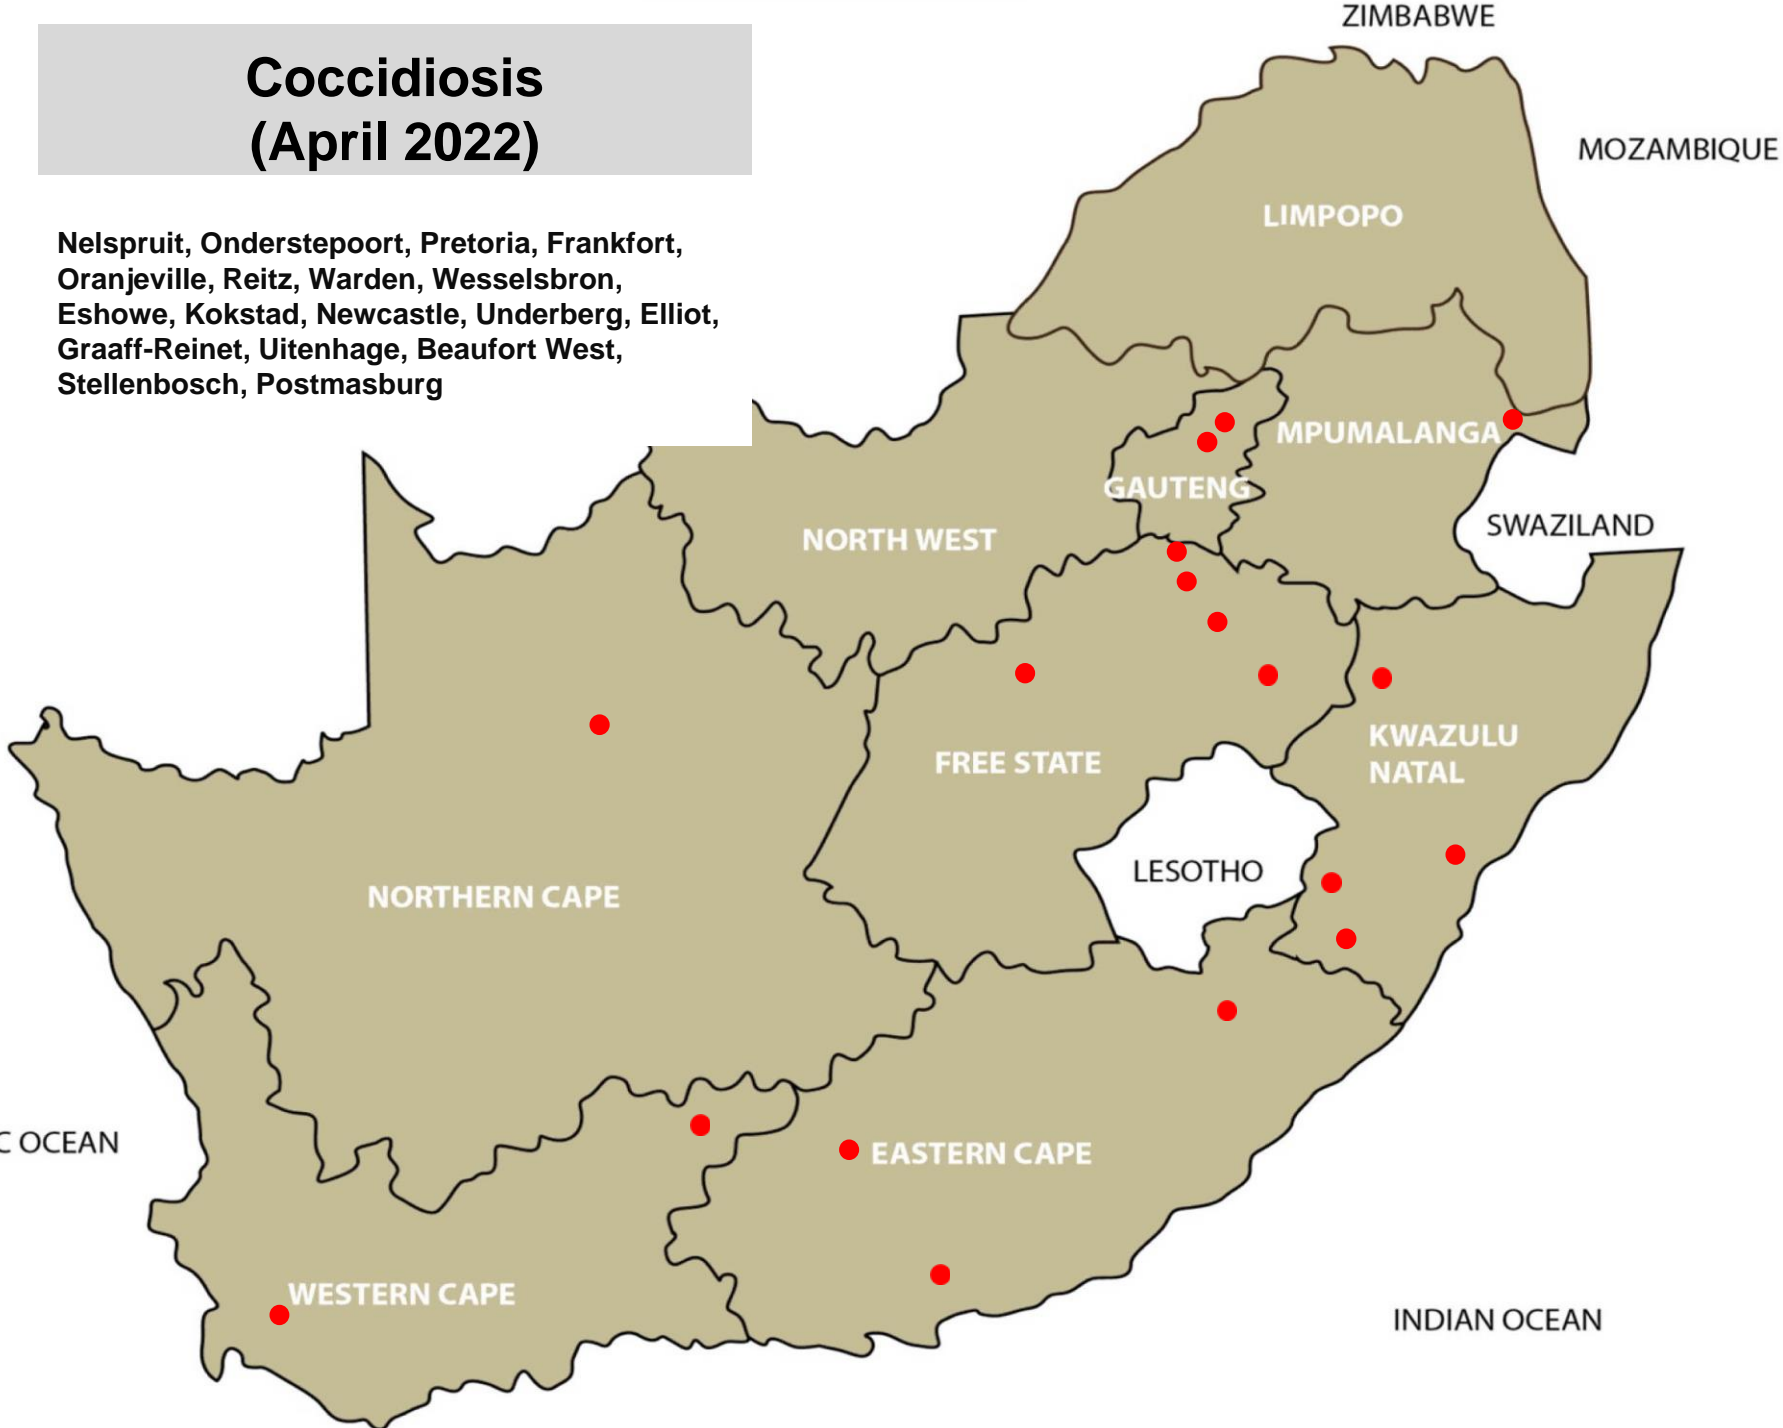 Coccidiosis
(April 2022)
Nelspruit, Onderstepoort, Pretoria, Frankfort,
Oranjeville, Reitz, Warden, Wesselsbron,
Eshowe, Kokstad, Newcastle, Underberg, Elliot,
Graaff-Reinet, Uitenhage, Beaufort West,
Stellenbosch, Postmasburg
ZIMBABWE
MOZAMBIQUE
LIMPOPO
MPUMALANGA
GAUTENG
SWAZILAND
NORTH WEST
KWAZULU
NATAL
FREE STATE
LESOTHO
NORTHERN CAPE
C OCEAN
EASTERN CAPE
WESTERN CAPE
INDIAN OCEAN